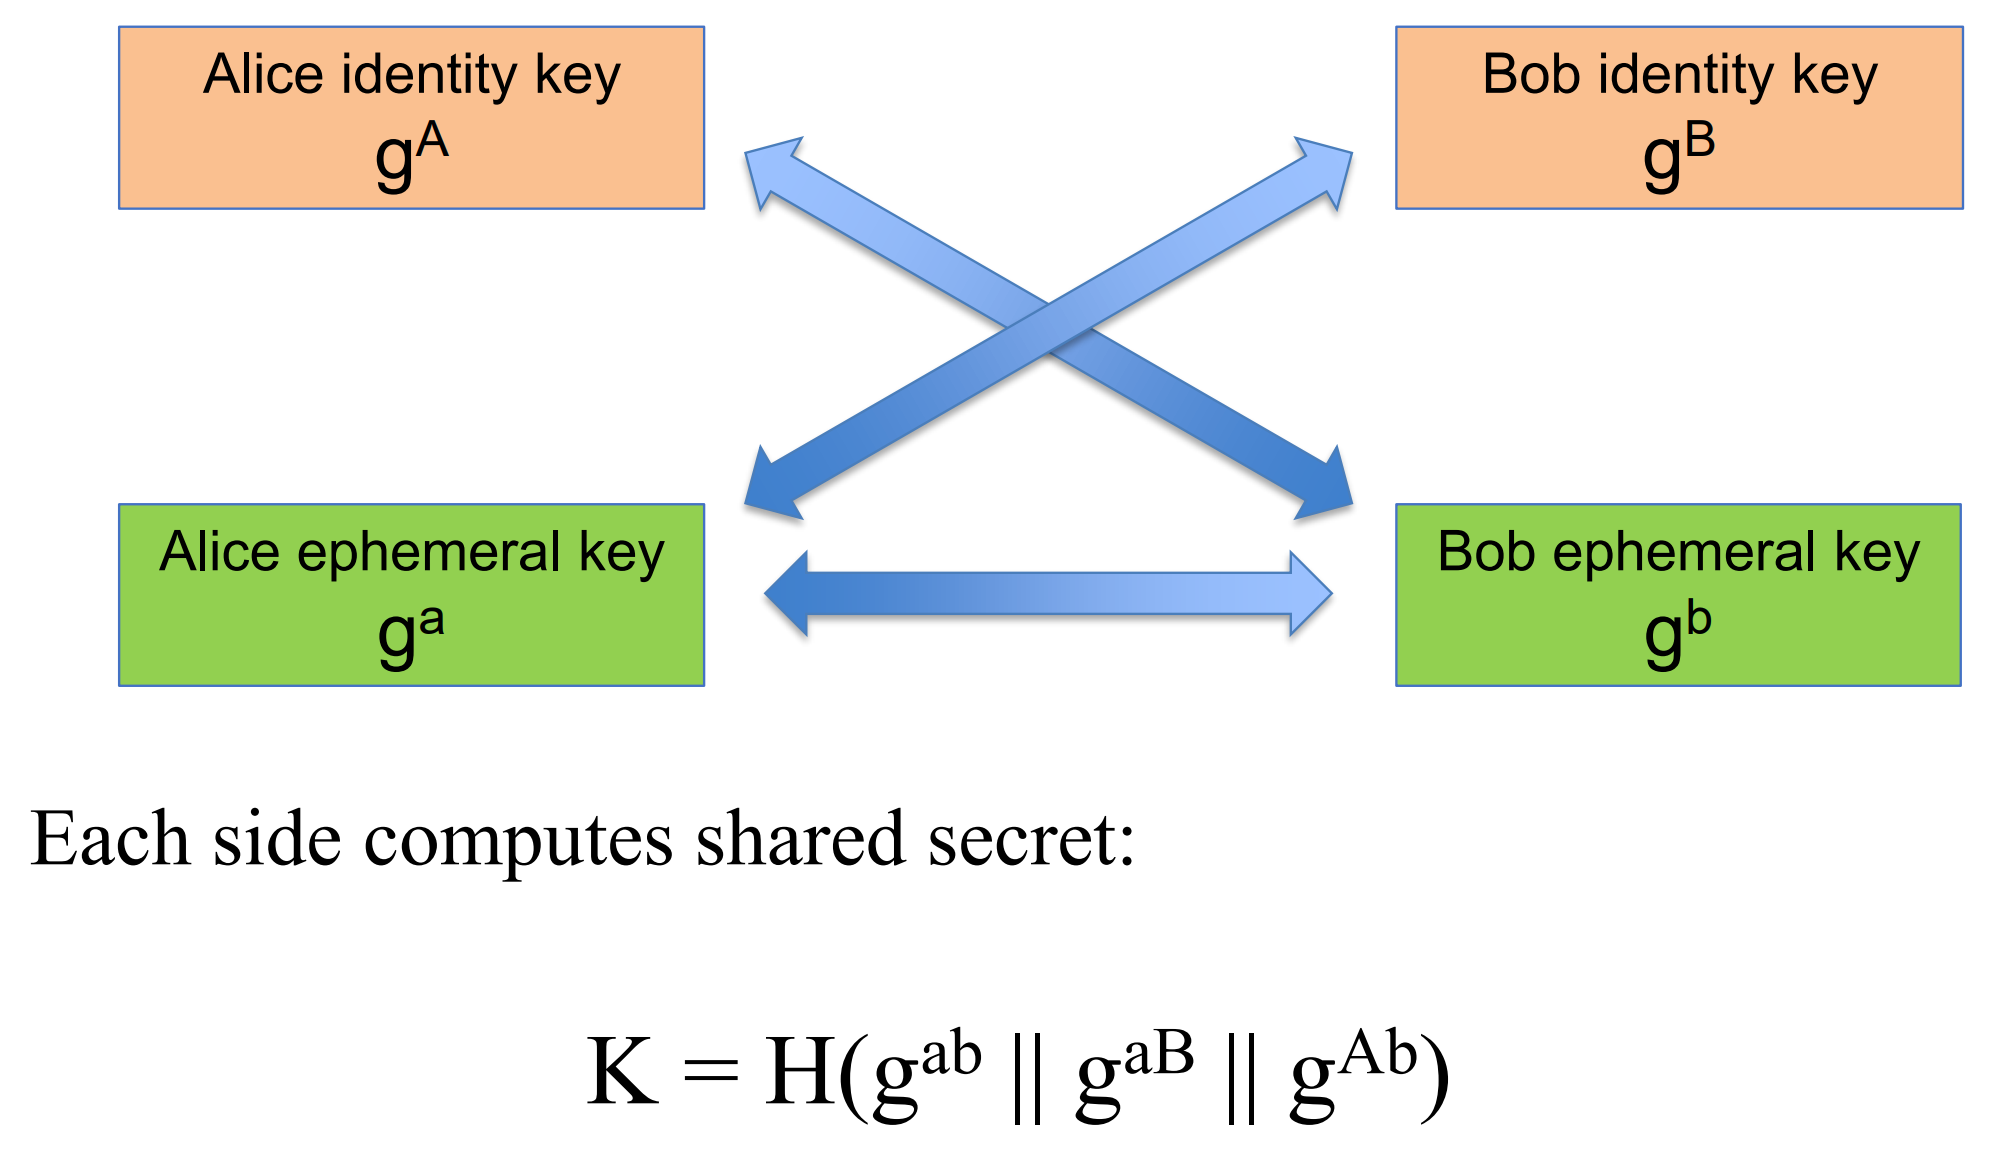 Alice identity key
g^A
Bob identity key
g^B
Alice ephemeral key
g^a
Bob ephemeral key
g^b
Each side computes shared secret:
K = H(g^ab || g^aB || g^Ab)